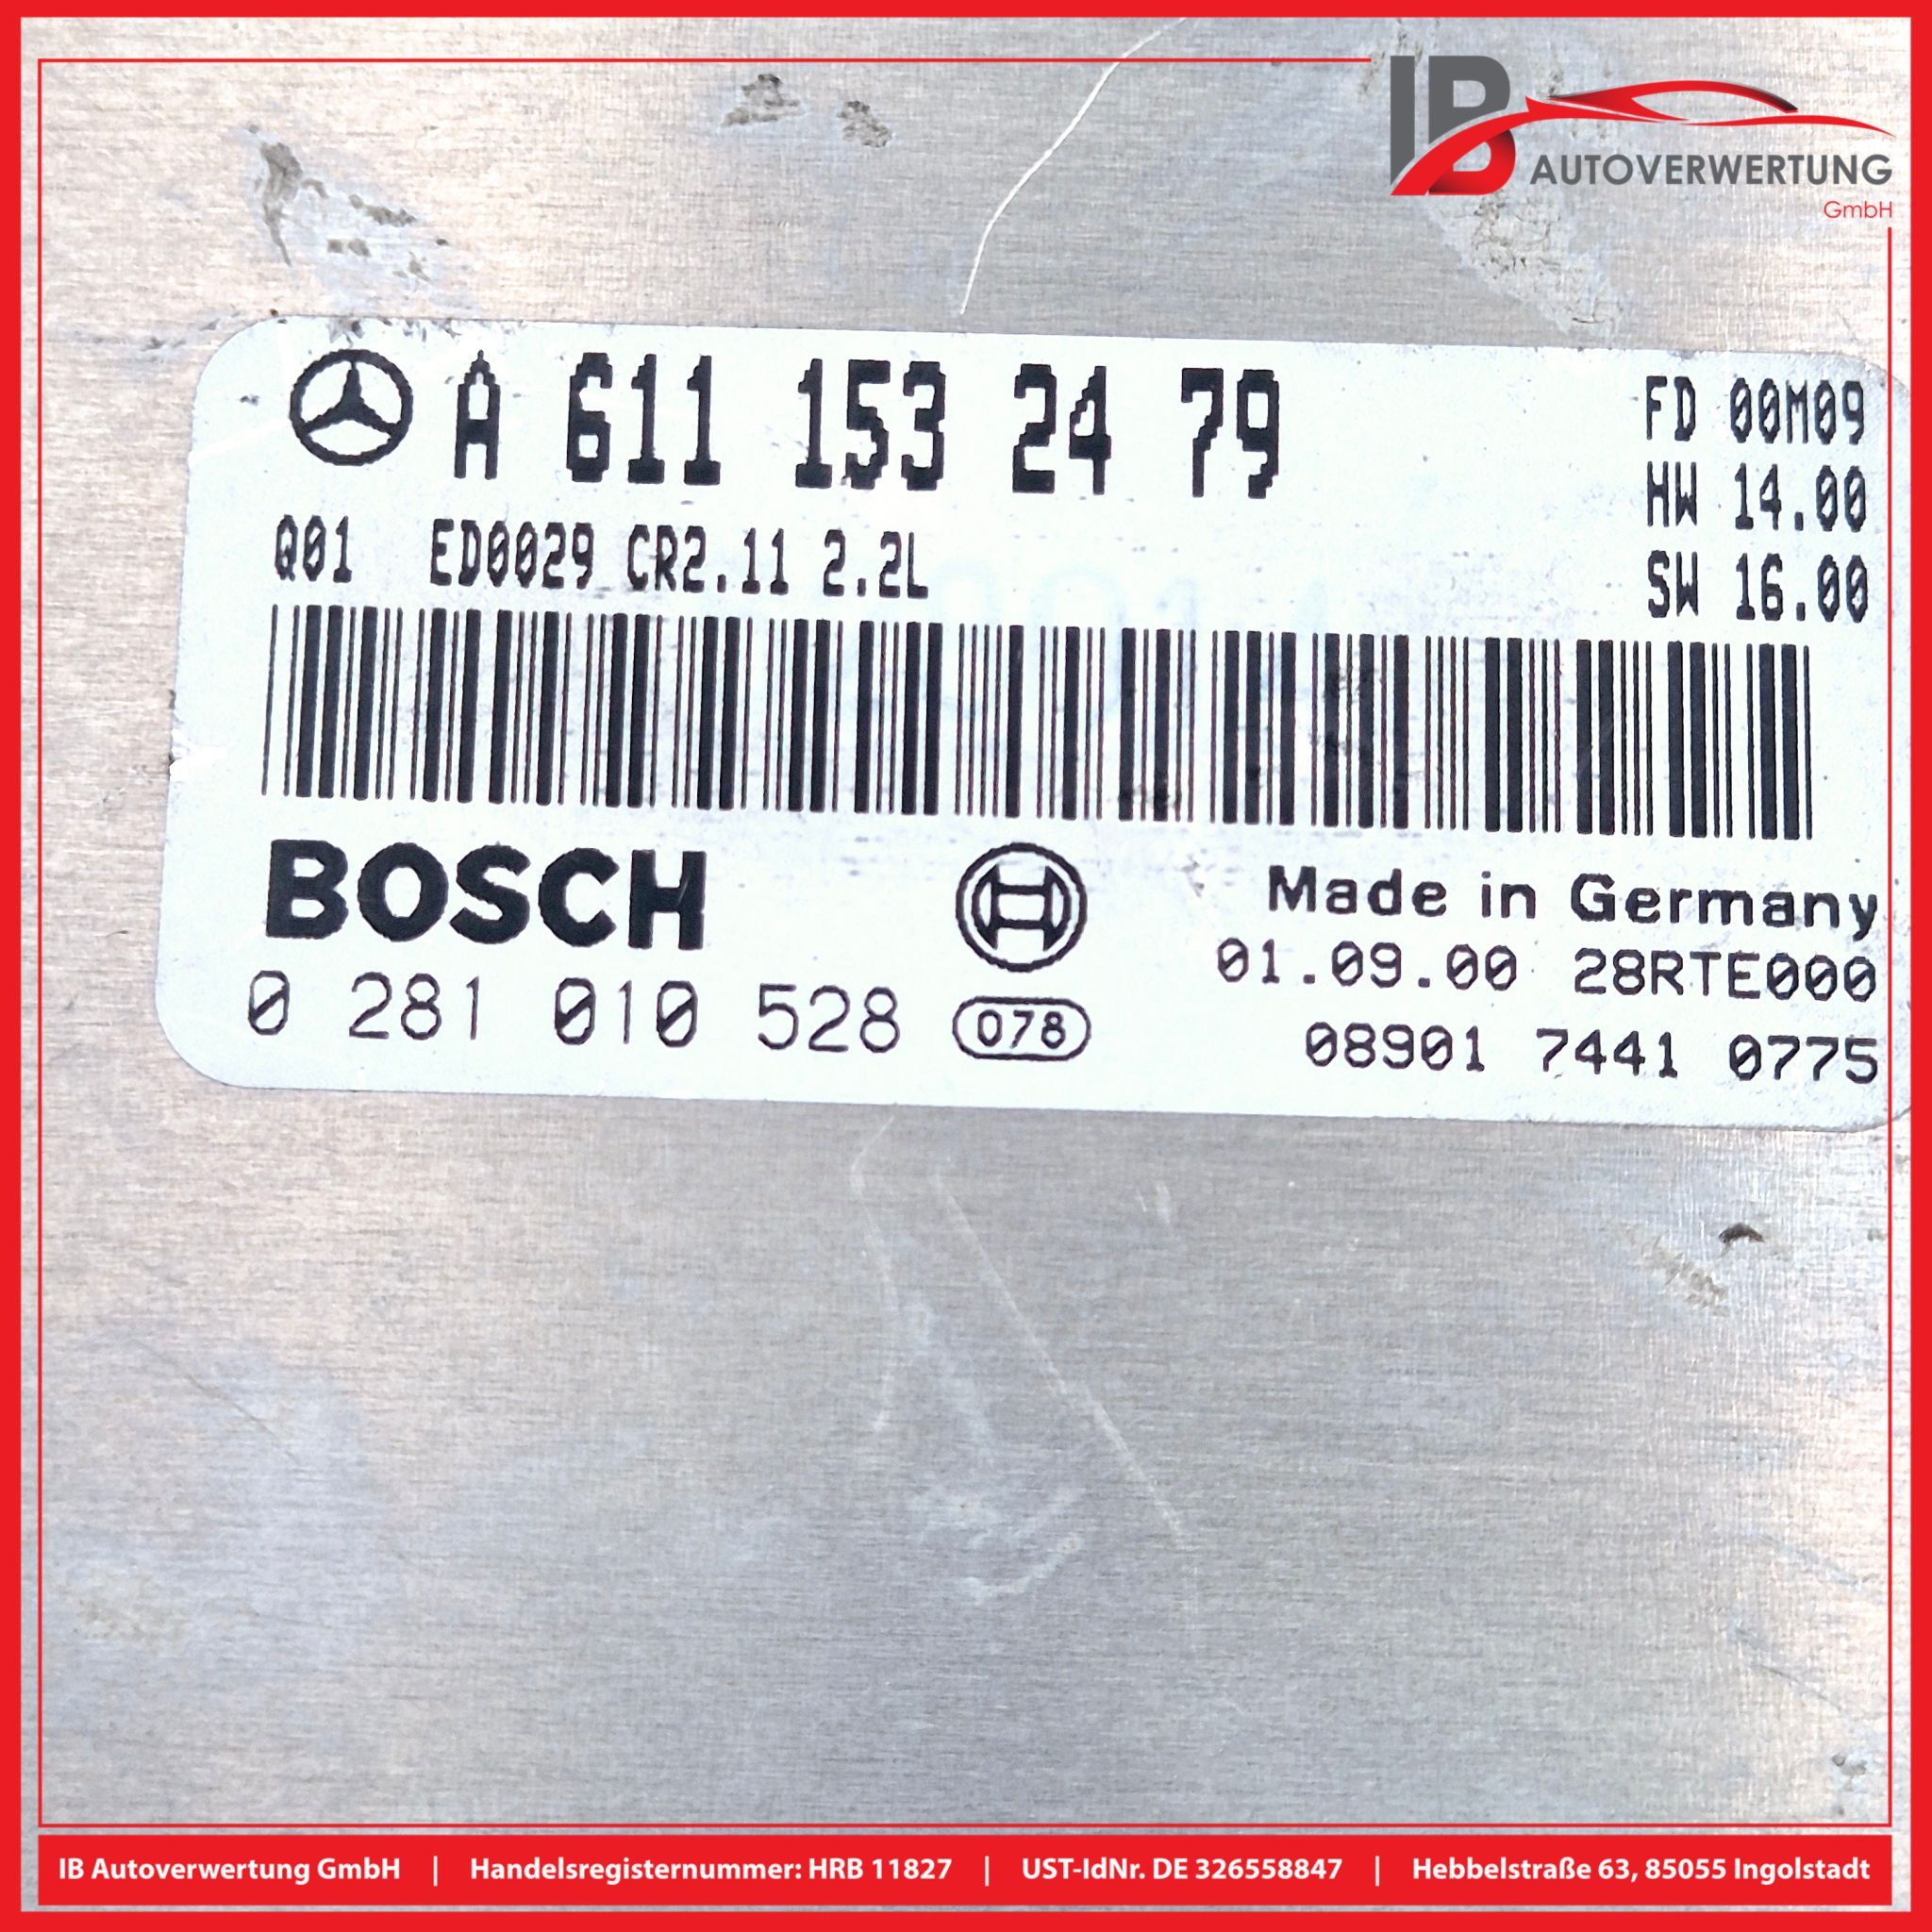 IB
AUTOVERWERTUNG
GmbH
A 611 153 24 79
FD 00M09
HW 14.00
SW 16.00
Q01 ED0029 CR2.11 2.2L
BOSCH
Made in Germany
01.09.00 28RTE000
0 281 010 528 078
08901 7441 0775
IB Autoverwertung GmbH | Handelsregisternummer: HRB 11827 | UST-IdNr. DE 326558847 | Hebbelstraße 63, 85055 Ingolstadt